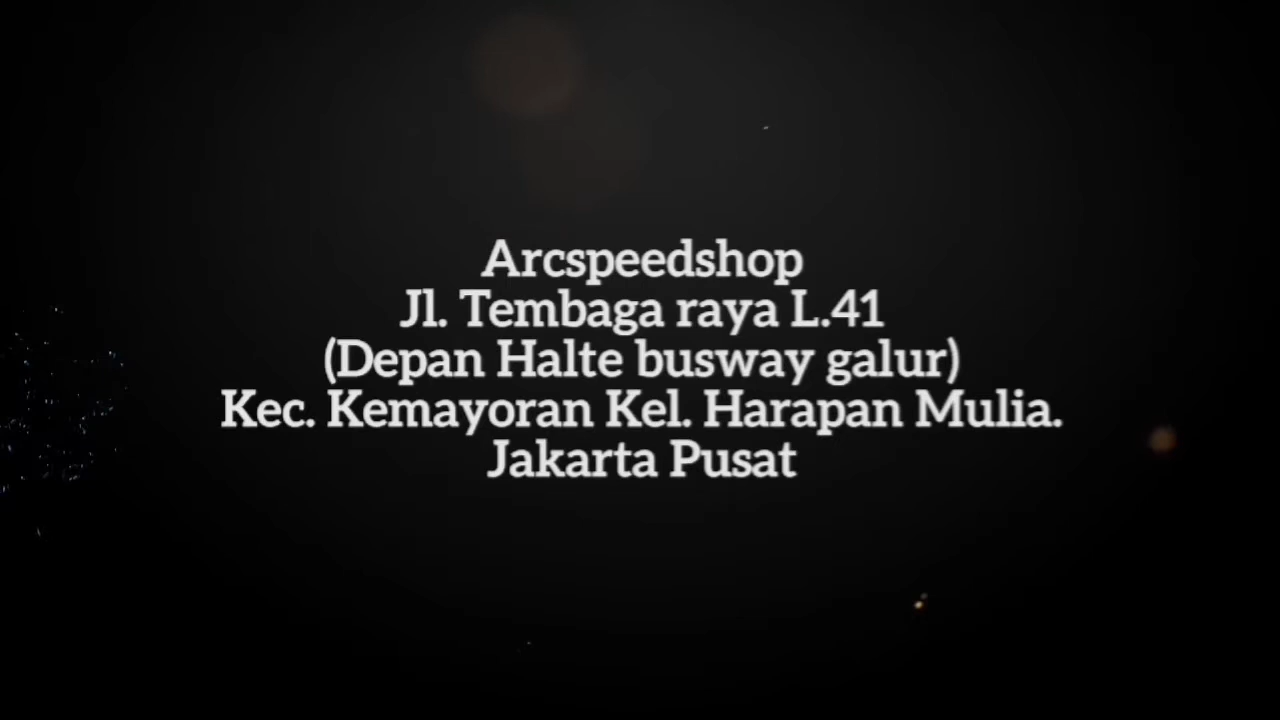 Arcspeedshop
Jl. Tembaga raya L.41
(Depan Halte busway galur)
Kec. Kemayoran Kel. Harapan Mulia.
Jakarta Pusat